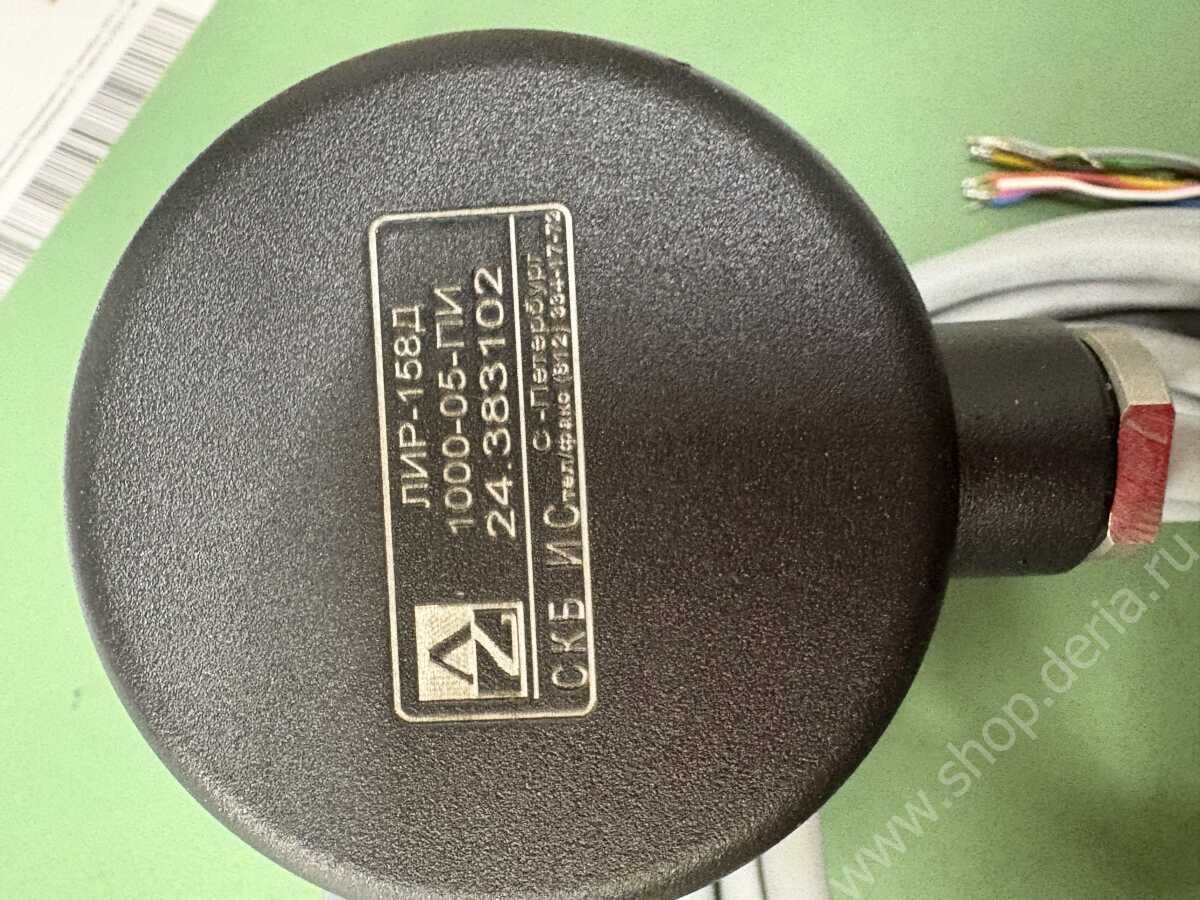 ЛИР-158Д
1000-05-ПИ
24.383102
СКБ ИС
С-Петербург
тел/факс (812) 334-17-72
www.shop.deria.ru